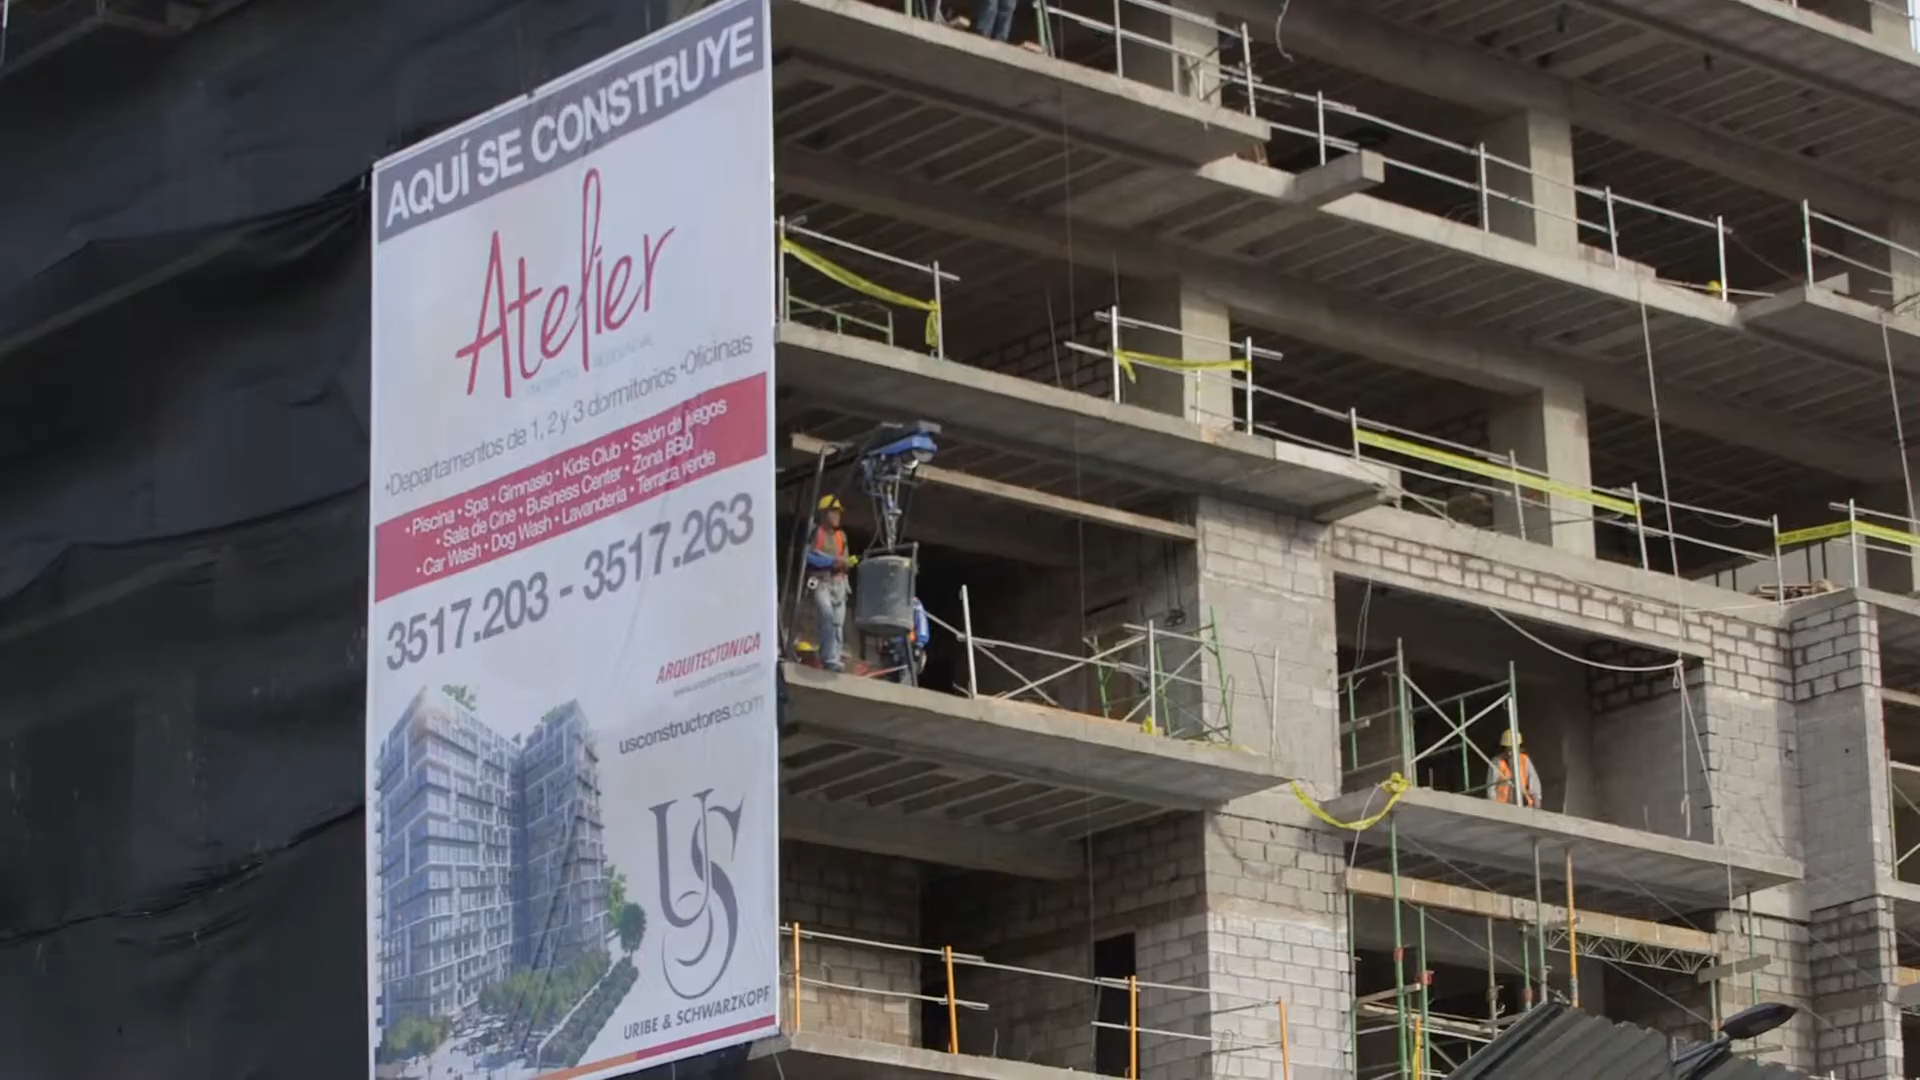 AQUÍ SE CONSTRUYE
Atelier
•Departamentos de 1, 2 y 3 dormitorios •Oficinas
• Piscina • Spa • Gimnasio • Kids Club • Salón de juegos
• Sala de Cine • Business Center • Zona BBQ
• Car Wash • Dog Wash • Lavandería • Terraza verde
3517.203 - 3517.263
ARQUITECTONICA
usconstructores.com
US
URIBE & SCHWARZKOPF